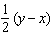 1/2 (y − x)